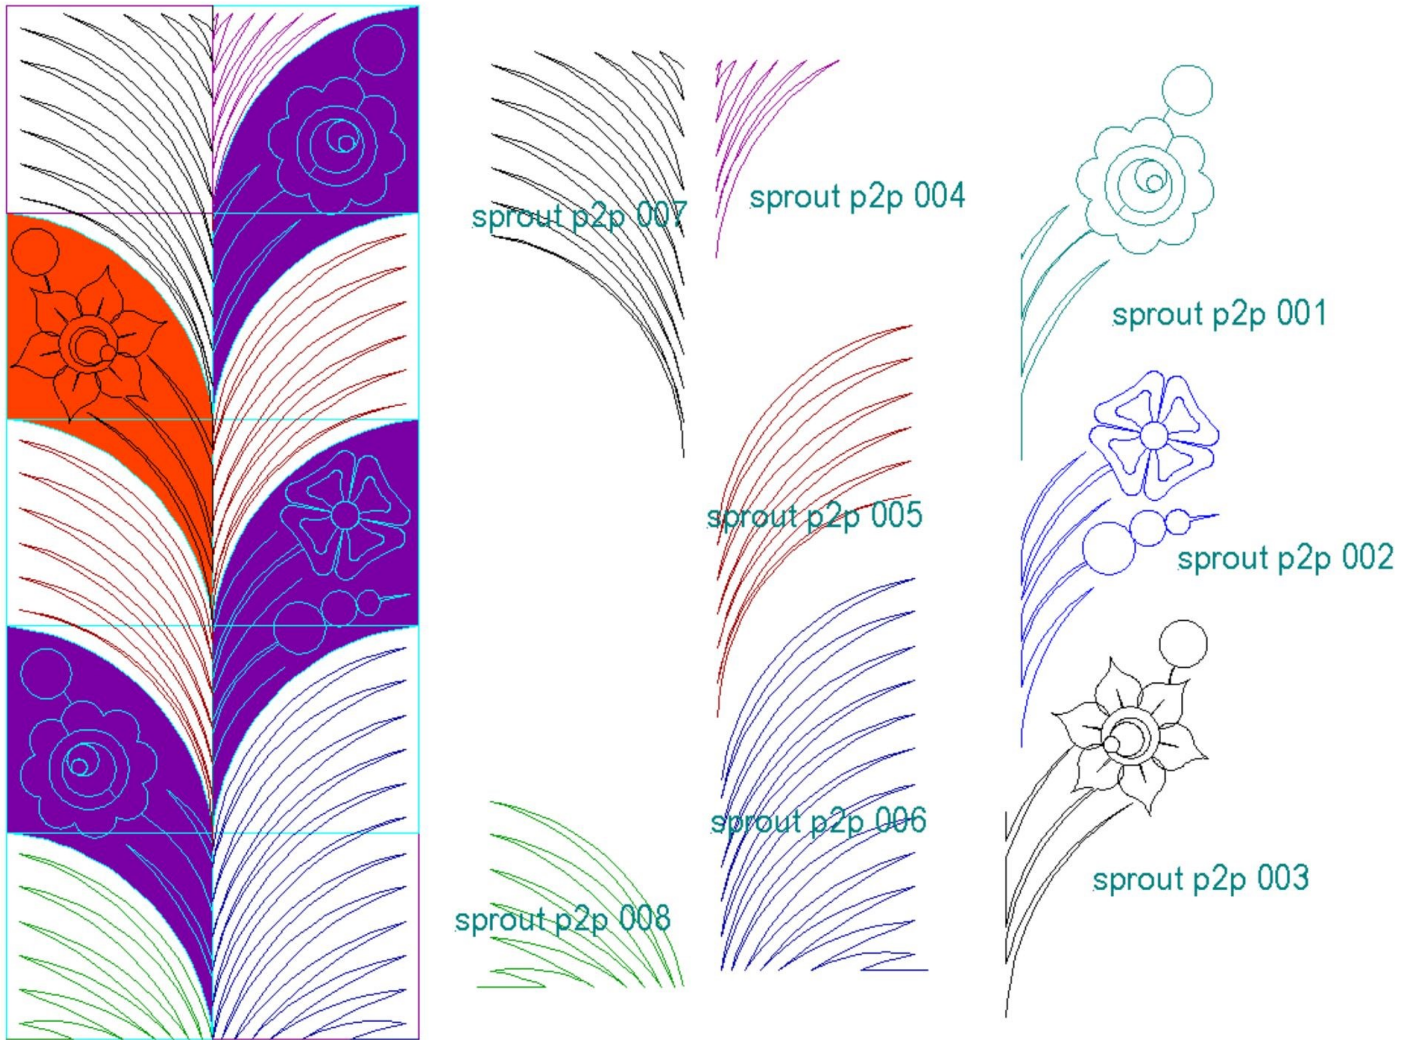 sprout p2p 007
sprout p2p 004
sprout p2p 001
sprout p2p 005
sprout p2p 002
sprout p2p 006
sprout p2p 003
sprout p2p 008